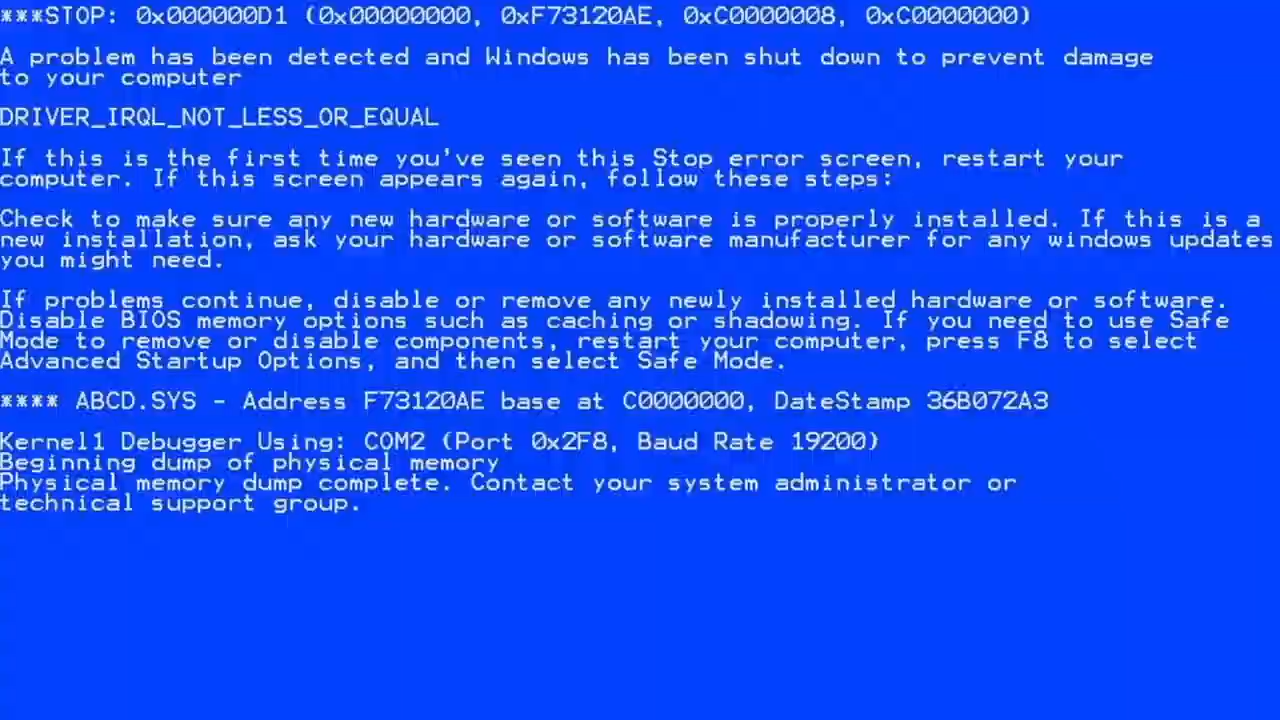 ***STOP: 0x000000D1 (0x00000000, 0xF73120AE, 0xC0000008, 0xC0000000)
A problem has been detected and Windows has been shut down to prevent damage
to your computer
DRIVER_IRQL_NOT_LESS_OR_EQUAL
If this is the first time you've seen this Stop error screen, restart your
computer. If this screen appears again, follow these steps:
Check to make sure any new hardware or software is properly installed. If this is a
new installation, ask your hardware or software manufacturer for any windows updates
you might need.
If problems continue, disable or remove any newly installed hardware or software.
Disable BIOS memory options such as caching or shadowing. If you need to use Safe
Mode to remove or disable components, restart your computer, press F8 to select
Advanced Startup Options, and then select Safe Mode.
**** ABCD.SYS - Address F73120AE base at C0000000, DateStamp 36B072A3
Kernel1 Debugger Using: COM2 (Port 0x2F8, Baud Rate 19200)
Beginning dump of physical memory
Physical memory dump complete. Contact your system administrator or
technical support group.